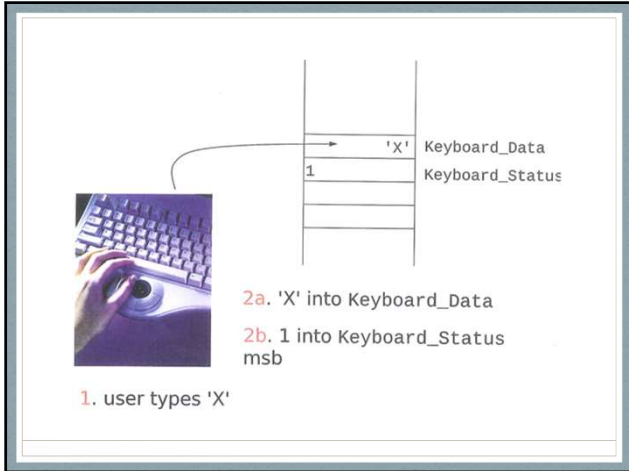 'X' Keyboard_Data
1 Keyboard_Status
2a. 'X' into Keyboard_Data
2b. 1 into Keyboard_Status
msb
1. user types 'X'